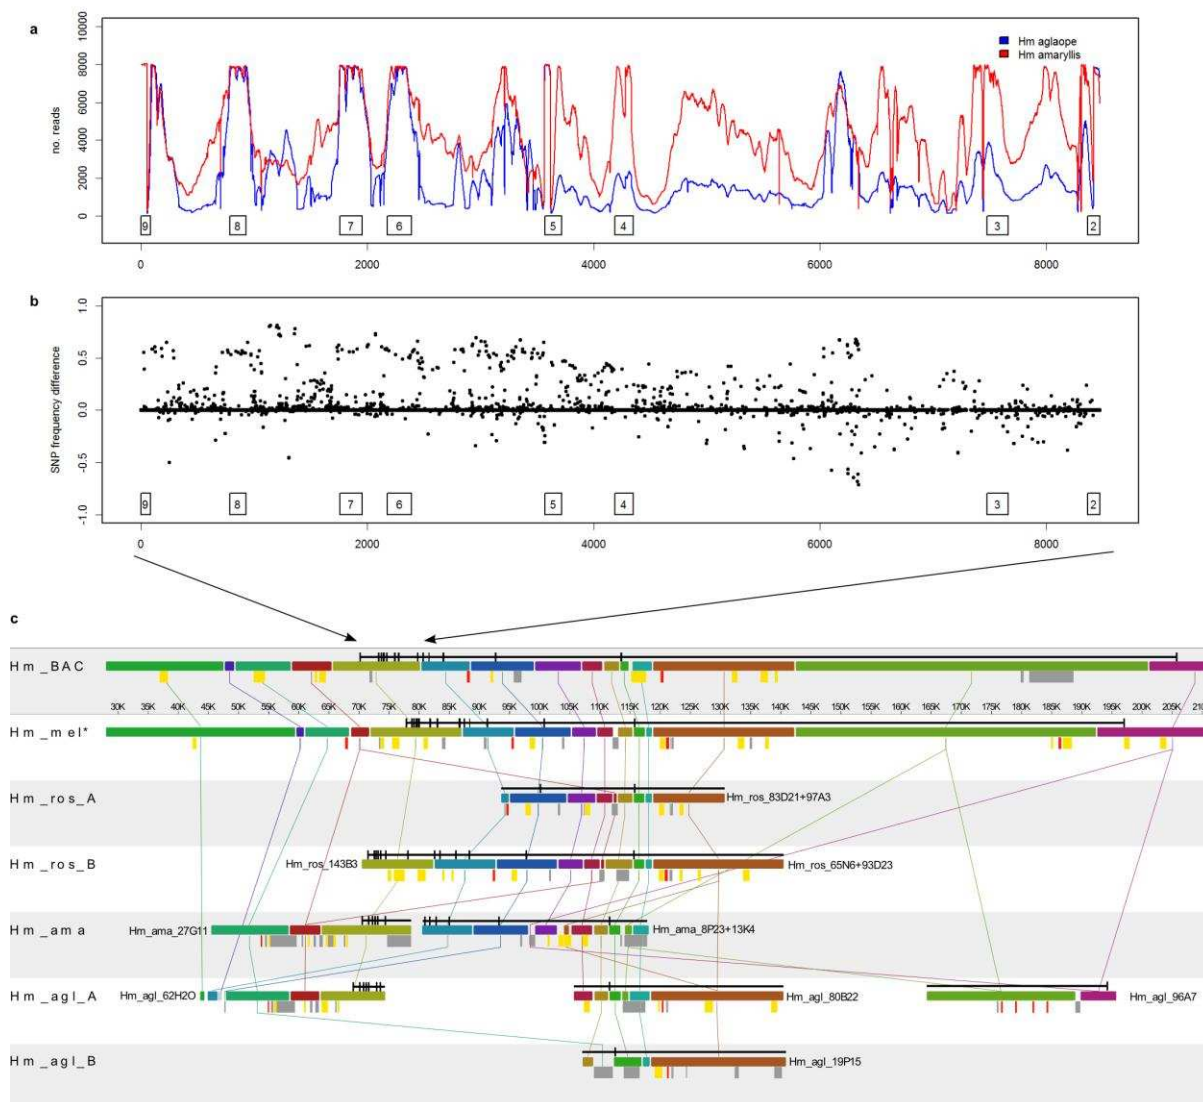 a
no. reads
0 2000 4000 6000 8000 10000
Hm aglaope
Hm amaryllis
9 8 7 6 5 4 3 2
0 2000 4000 6000 8000
b
SNP frequency difference
-1.0 -0.5 0.0 0.5 1.0
9 8 7 6 5 4 3 2
0 2000 4000 6000 8000
c
Hm_BAC
30K 35K 40K 45K 50K 55K 60K 65K 70K 75K 80K 85K 90K 95K 100K 105K 110K 115K 120K 125K 130K 135K 140K 145K 150K 155K 160K 165K 170K 175K 180K 185K 190K 195K 200K 205K
Hm_mel*
Hm_ros_A
Hm_ros_83D21+97A3
Hm_ros_B
Hm_ros_143B3
Hm_ros_65N6+93D23
Hm_ama
Hm_ama_27G11
Hm_ama_8P23+13K4
Hm_agl_A
Hm_agl_62H2O
Hm_agl_80B22
Hm_agl_96A7
Hm_agl_B
Hm_agl_19P15